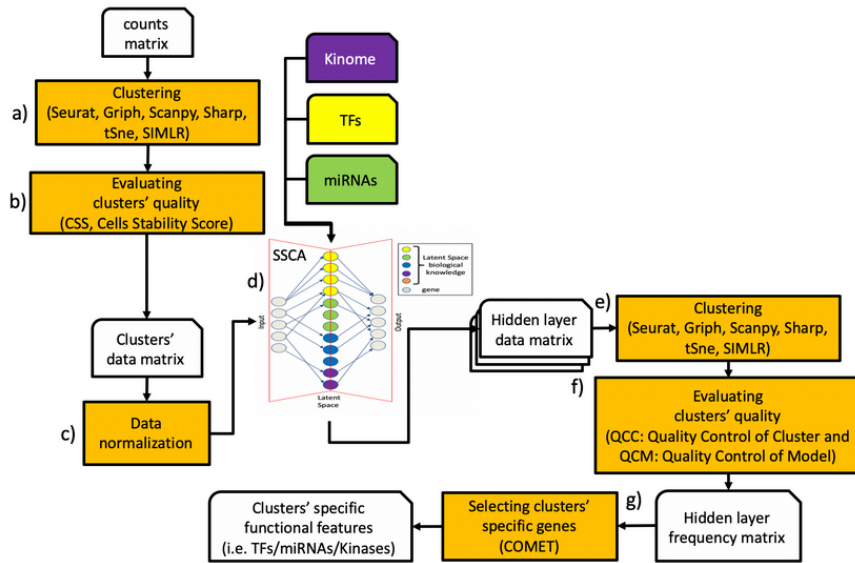 counts
matrix
a)
Clustering
(Seurat, Griph, Scanpy, Sharp,
tSne, SIMLR)
b)
Evaluating
clusters' quality
(CSS, Cells Stability Score)
Clusters'
data matrix
c)
Data
normalization
Kinome
TFs
miRNAs
d)
SSCA
Input
Output
Latent
Space
Latent Space
biological
knowledge
gene
Hidden layer
data matrix
e)
Clustering
(Seurat, Griph, Scanpy, Sharp,
tSne, SIMLR)
f)
Evaluating
clusters' quality
(QCC: Quality Control of Cluster and
QCM: Quality Control of Model)
Hidden layer
frequency matrix
g)
Selecting clusters'
specific genes
(COMET)
Clusters' specific
functional features
(i.e. TFs/miRNAs/Kinases)